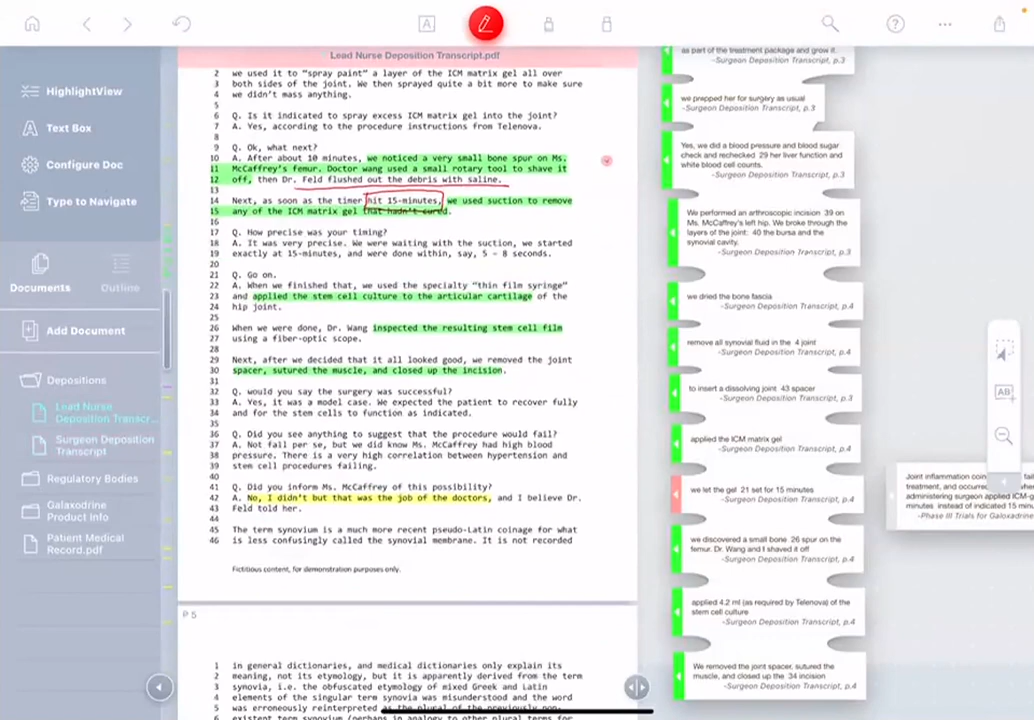 HighlightView
Text Box
Configure Doc
Type to Navigate
Documents
Outline
Add Document
Depositions
Lead Nurse
Deposition Transcr...
Surgeon Deposition
Transcript
Regulatory Bodies
Galaxodrine
Product Info
Patient Medical
Record.pdf
Lead Nurse Deposition Transcript.pdf
2 we used it to "spray paint" a layer of the ICM matrix gel all over
3 both sides of the joint. We then sprayed quite a bit more to make sure
4 we didn't mass anything.
5
6 Q. Is it indicated to spray excess ICM matrix gel into the joint?
7 A. Yes, according to the procedure instructions from Telenova.
8
9 Q. Ok, what next?
10 A. After about 10 minutes, we noticed a very small bone spur on Ms.
11 McCaffrey's femur. Doctor wang used a small rotary tool to shave it
12 off, then Dr. Feld flushed out the debris with saline.
13
14 Next, as soon as the timer hit 15-minutes, we used suction to remove
15 any of the ICM matrix gel that hadn't cured.
16
17 Q. How precise was your timing?
18 A. It was very precise. We were waiting with the suction, we started
19 exactly at 15-minutes, and were done within, say, 5 - 8 seconds.
20
21 Q. Go on.
22 A. When we finished that, we used the specialty "thin film syringe"
23 and applied the stem cell culture to the articular cartilage of the
24 hip joint.
25
26 When we were done, Dr. Wang inspected the resulting stem cell film
27 using a fiber-optic scope.
28
29 Next, after we decided that it all looked good, we removed the joint
30 spacer, sutured the muscle, and closed up the incision.
31
32 Q. would you say the surgery was successful?
33 A. Yes, it was a model case. We expected the patient to recover fully
34 and for the stem cells to function as indicated.
35
36 Q. Did you see anything to suggest that the procedure would fail?
37 A. Not fail per se, but we did know Ms. McCaffrey had high blood
38 pressure. There is a very high correlation between hypertension and
39 stem cell procedures failing.
40
41 Q. Did you inform Ms. McCaffrey of this possibility?
42 A. No, I didn't but that was the job of the doctors, and I believe Dr.
43 Feld told her.
44
45 The term synovium is a much more recent pseudo-Latin coinage for what
46 is less confusingly called the synovial membrane. It is not recorded
Fictitious content, for demonstration purposes only.
P 5
1 in general dictionaries, and medical dictionaries only explain its
2 meaning, not its etymology, but it is apparently derived from the term
3 synovia, i.e. the obfuscated etymology of mixed Greek and Latin
4 elements of the singular term synovia was misunderstood and the word
5 was erroneously reinterpreted as the plural of the previously non-
6 existent term synovium (perhaps in analogy to other plural terms for
as part of the treatment package and grow it.
-Surgeon Deposition Transcript, p.3
we prepped her for surgery as usual
-Surgeon Deposition Transcript, p.3
Yes, we did a blood pressure and blood sugar
check and rechecked 29 her liver function and
white blood cell counts.
-Surgeon Deposition Transcript, p.3
We performed an arthroscopic incision 39 on
Ms. McCaffrey's left hip. We broke through the
layers of the joint: 40 the bursa and the
synovial cavity.
-Surgeon Deposition Transcript, p.3
we dried the bone fascia
-Surgeon Deposition Transcript, p.4
remove all synovial fluid in the 4 joint
-Surgeon Deposition Transcript, p.4
to insert a dissolving joint 43 spacer
-Surgeon Deposition Transcript, p.3
applied the ICM matrix gel
-Surgeon Deposition Transcript, p.4
we let the gel 21 set for 15 minutes
-Surgeon Deposition Transcript, p.4
we discovered a small bone 26 spur on the
femur. Dr. Wang and I shaved it off
-Surgeon Deposition Transcript, p.4
applied 4.2 ml (as required by Telenova) of the
stem cell culture
-Surgeon Deposition Transcript, p.4
We removed the joint spacer, sutured the
muscle, and closed up the 34 incision
-Surgeon Deposition Transcript, p.4
Joint inflammation coin fail
treatment, and occurre when
administering surgeon applied ICM-g
minutes instead of indicated 15 minu
-Phase III Trials for Galaxodrine
AB
A